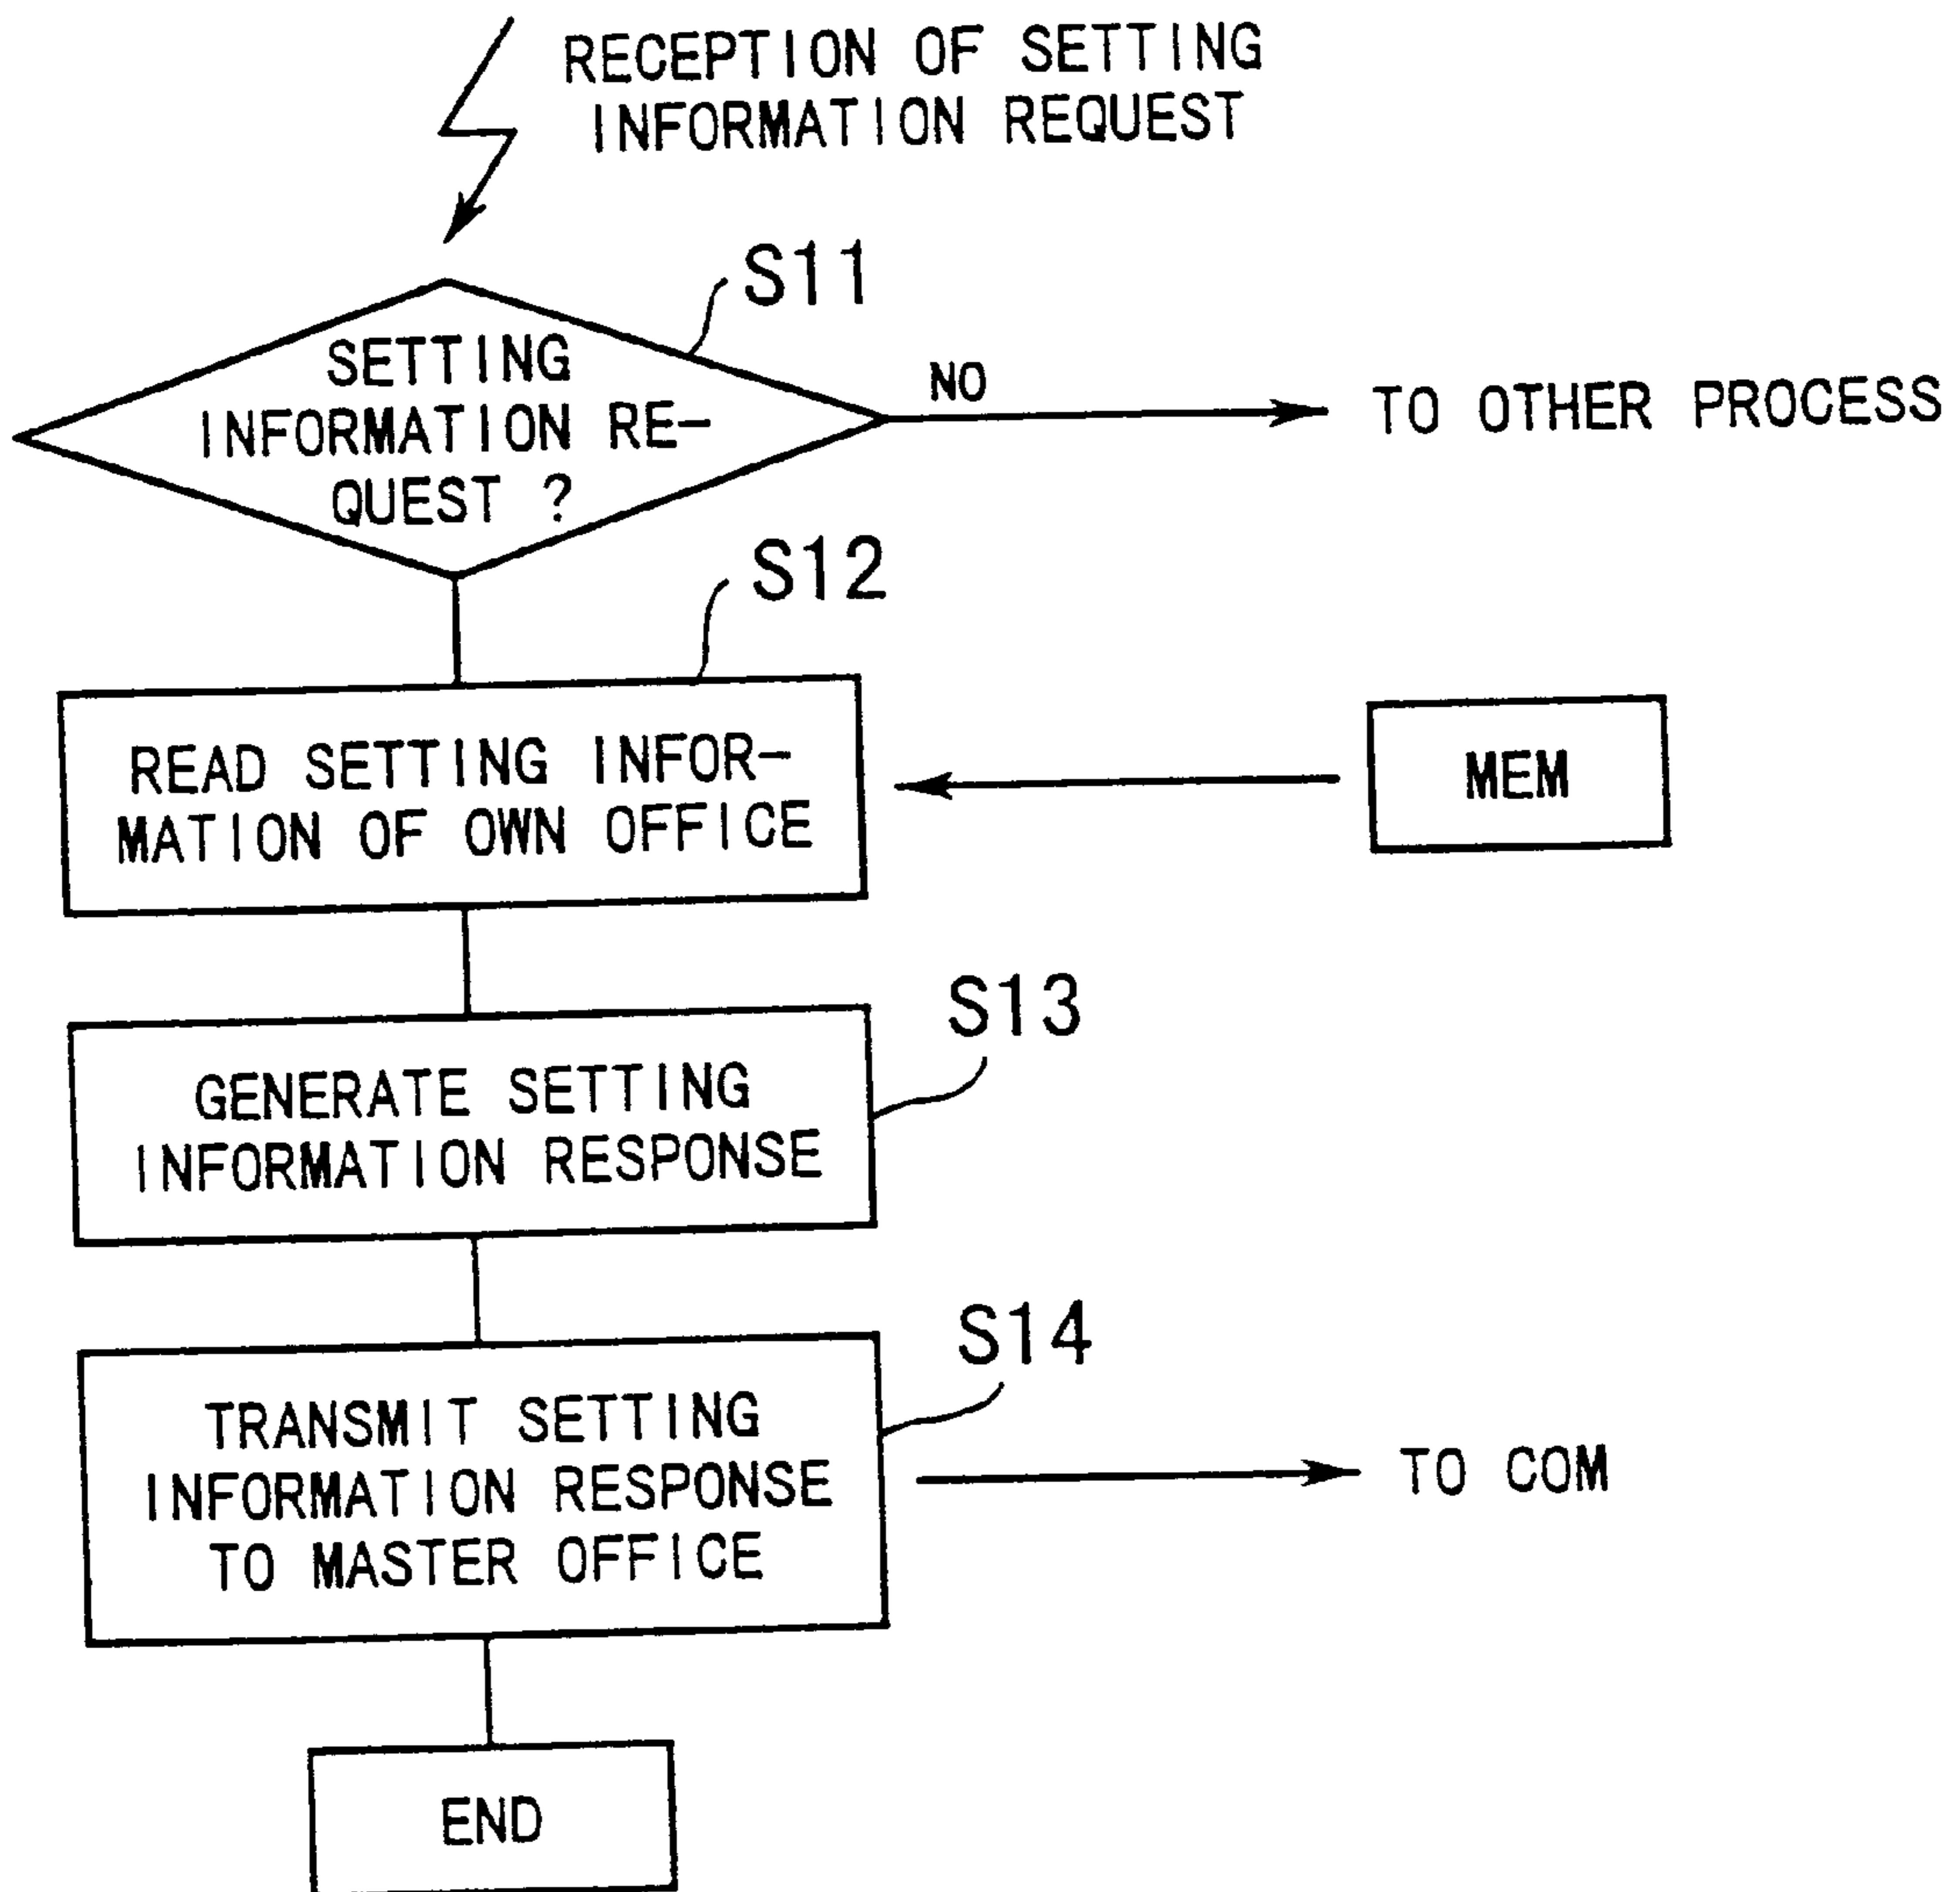 RECEPTION OF SETTING
INFORMATION REQUEST
S11
SETTING
INFORMATION RE-
QUEST ?
NO
TO OTHER PROCESS
S12
READ SETTING INFOR-
MATION OF OWN OFFICE
MEM
S13
GENERATE SETTING
INFORMATION RESPONSE
S14
TRANSMIT SETTING
INFORMATION RESPONSE
TO MASTER OFFICE
TO COM
END